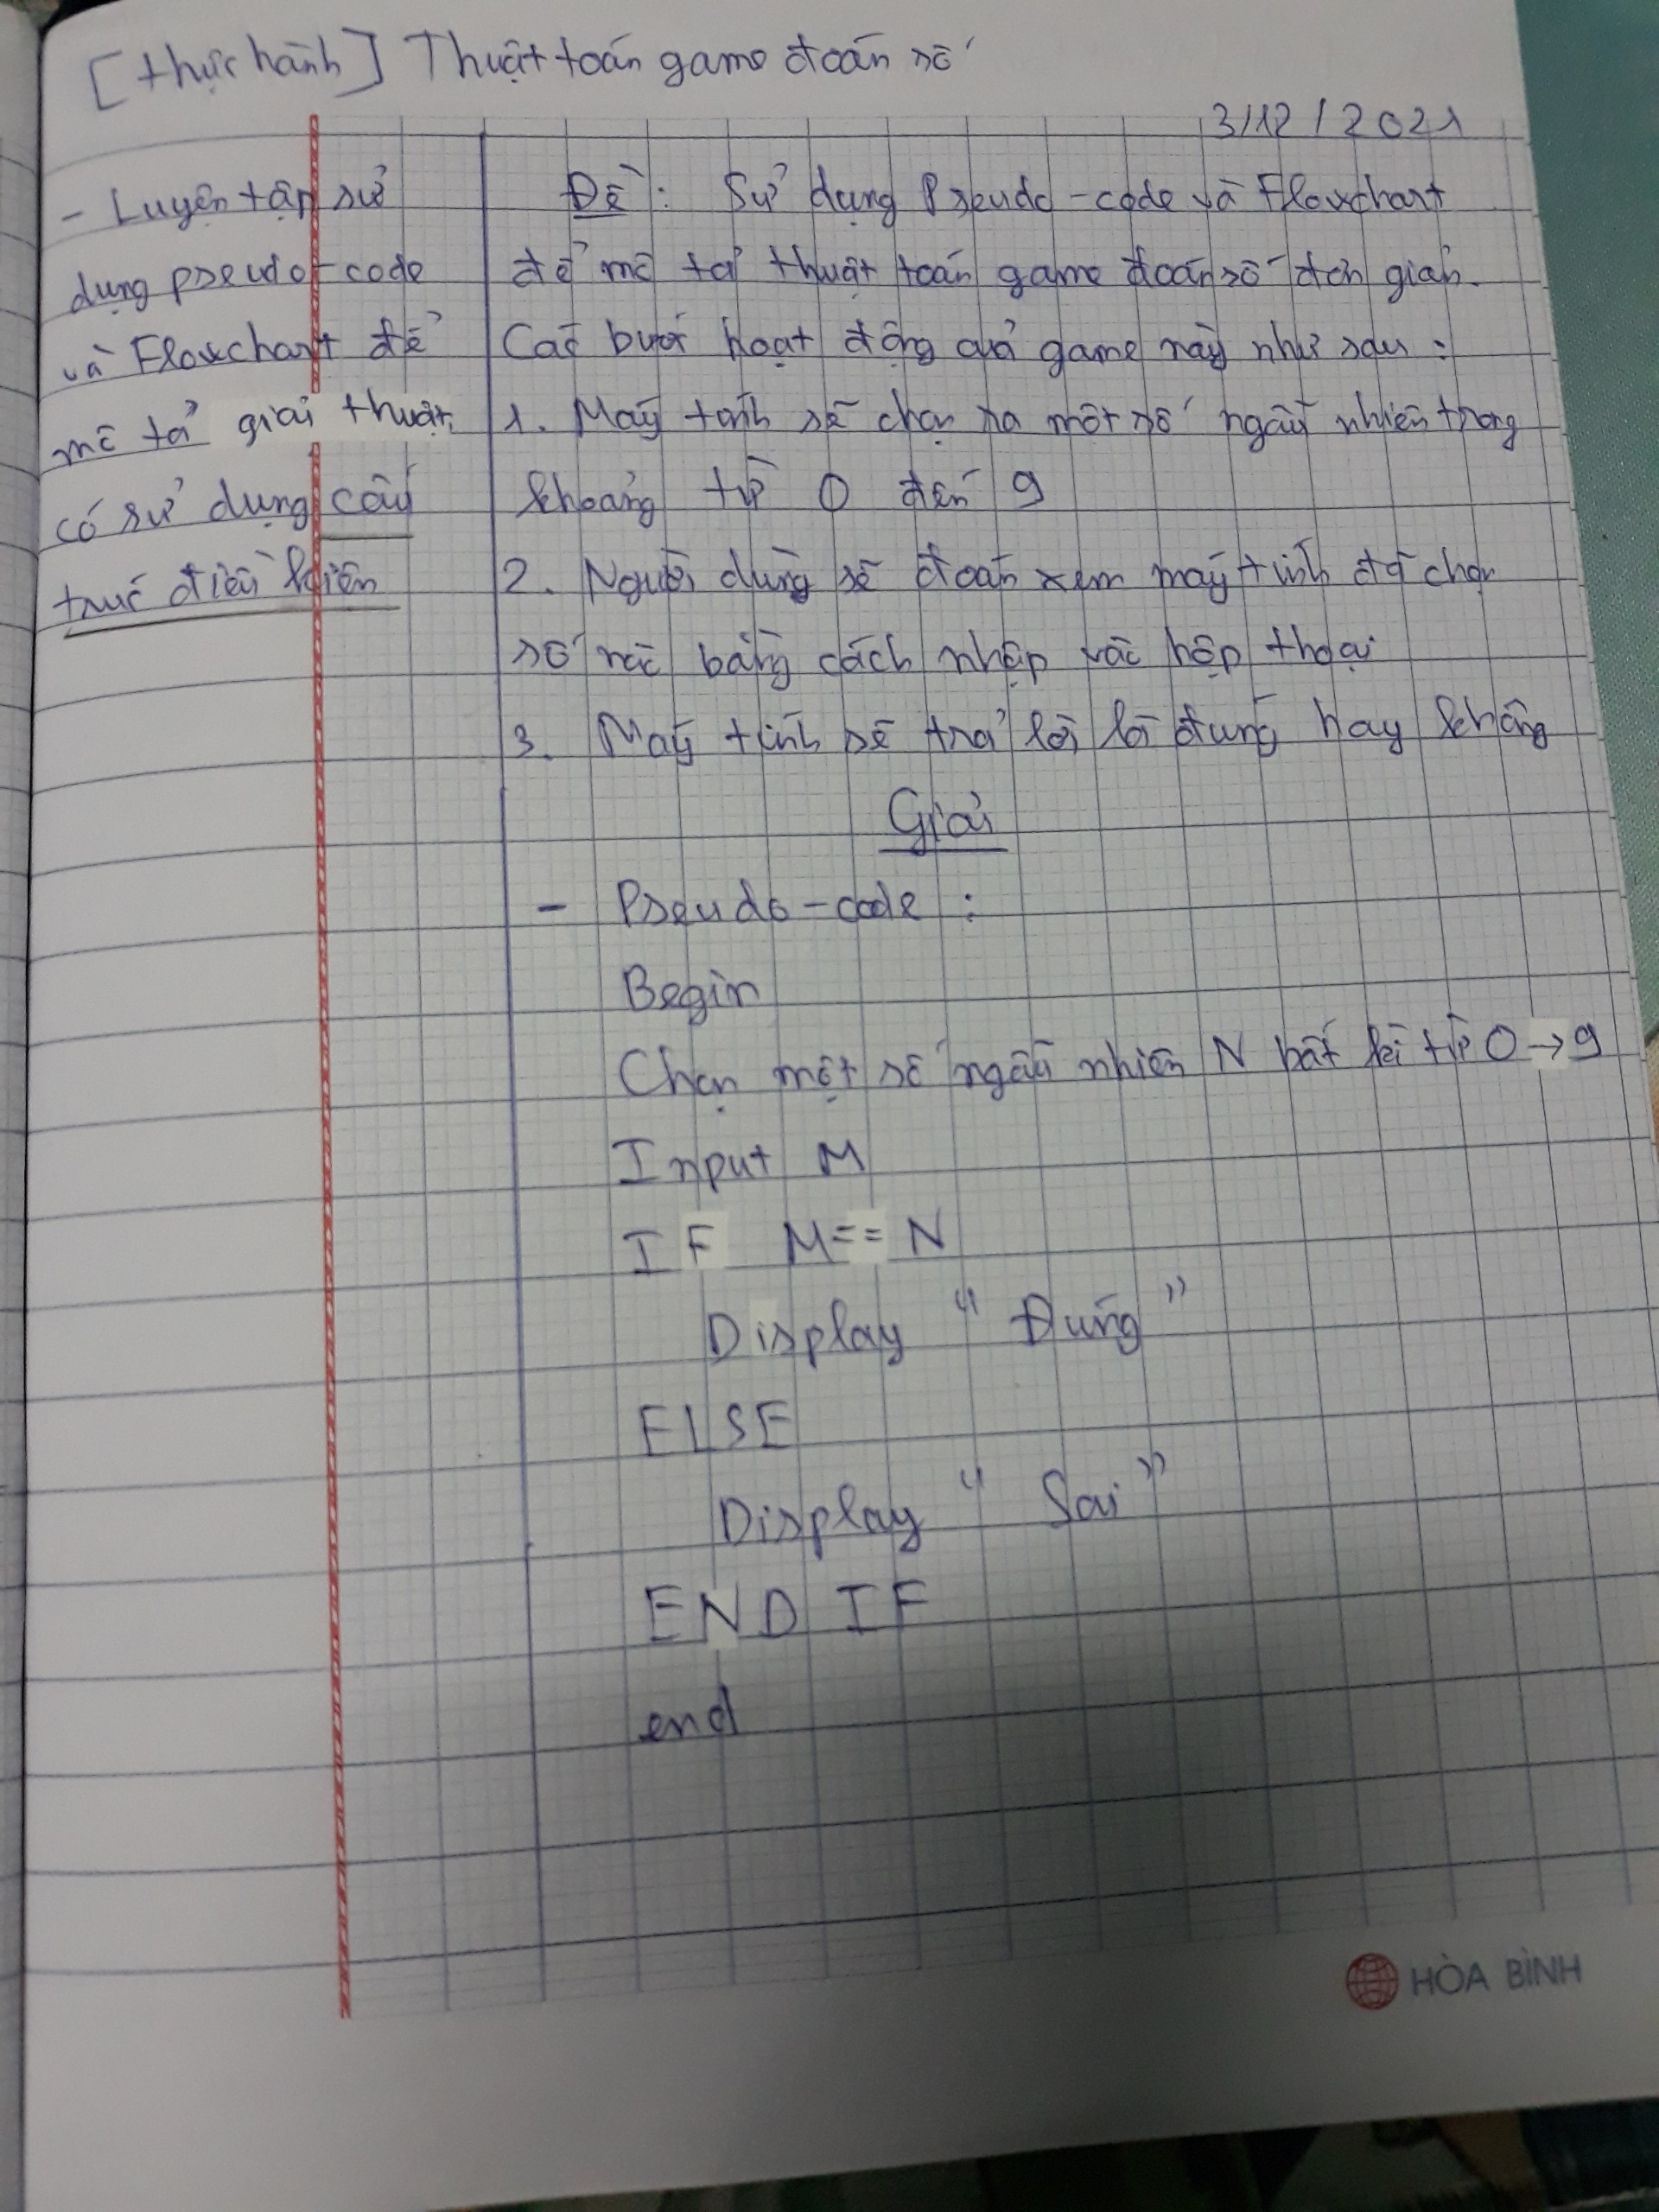 [thực hành] Thuật toán game đoán số
3/12/2021
- Luyện tập sử
dụng pseudo-code
và Flowchart để
mô tả giải thuật
có sử dụng cấu
trúc điều kiện
Đề: Sử dụng Pseudo-code và Flowchart
để mô tả thuật toán game đoán số đơn giản.
Các bước hoạt động của game này như sau:
1. Máy tính sẽ chọn ra một số ngẫu nhiên trong
khoảng từ 0 đến 9
2. Người dùng sẽ đoán xem máy tính đã chọn
số nào bằng cách nhập vào hộp thoại
3. Máy tính sẽ trả lời là đúng hay không
Giải
- Pseudo-code:
Begin
Chọn một số ngẫu nhiên N bất kì từ 0 → 9
Input M
IF M == N
Display "Đúng"
ELSE
Display "Sai"
END IF
end
HÒA BÌNH